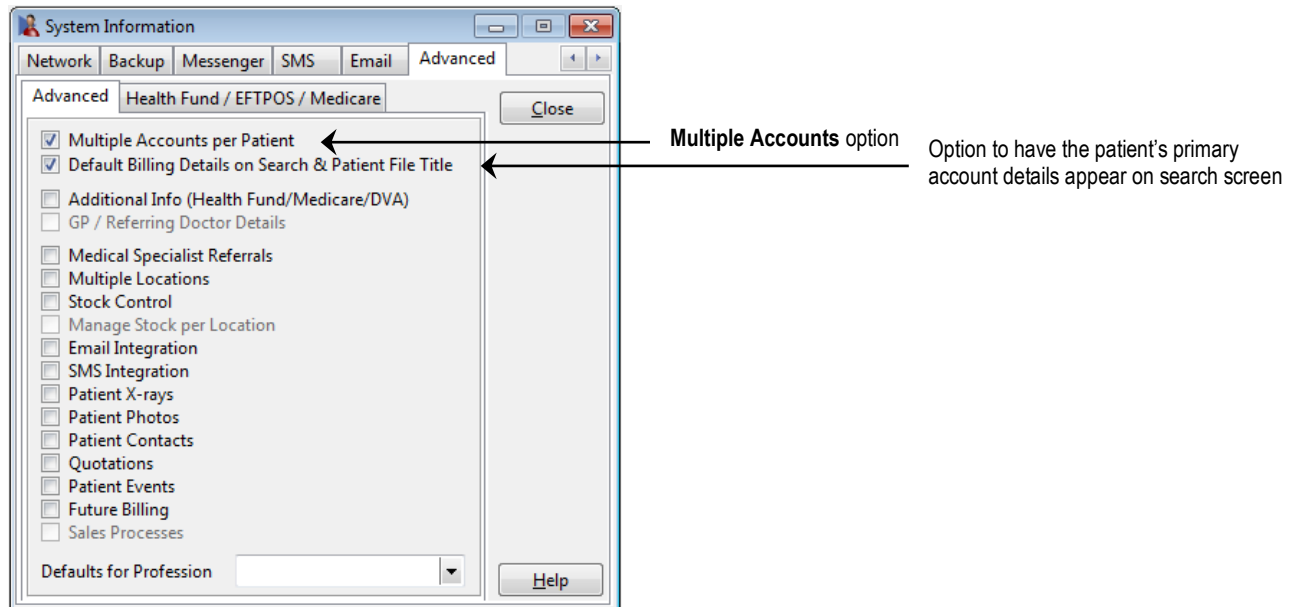 System Information
Network Backup Messenger SMS Email Advanced
Advanced Health Fund / EFTPOS / Medicare
Close
Multiple Accounts per Patient
Multiple Accounts option
Default Billing Details on Search & Patient File Title
Option to have the patient's primary
account details appear on search screen
Additional Info (Health Fund/Medicare/DVA)
GP / Referring Doctor Details
Medical Specialist Referrals
Multiple Locations
Stock Control
Manage Stock per Location
Email Integration
SMS Integration
Patient X-rays
Patient Photos
Patient Contacts
Quotations
Patient Events
Future Billing
Sales Processes
Defaults for Profession
Help